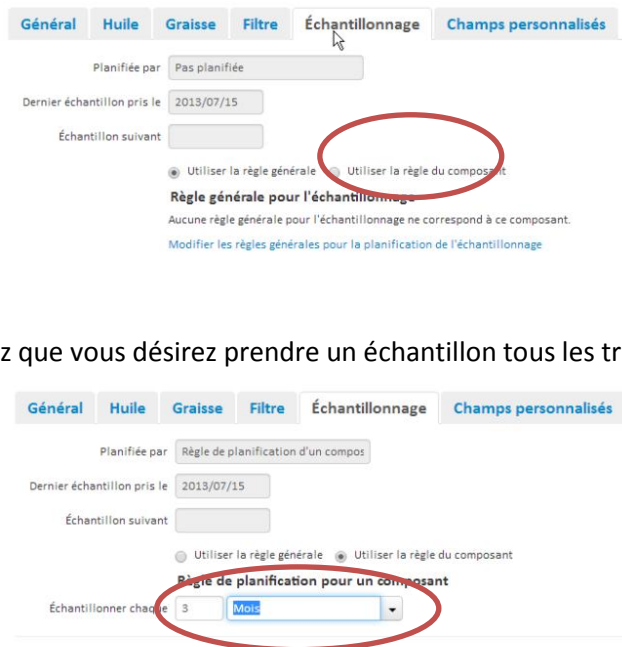 Général Huile Graisse Filtre Échantillonnage Champs personnalisés
Planifiée par Pas planifiée
Dernier échantillon pris le 2013/07/15
Échantillon suivant
Utiliser la règle générale Utiliser la règle du composant
Règle générale pour l'échantillonnage
Aucune règle générale pour l'échantillonnage ne correspond à ce composant.
Modifier les règles générales pour la planification de l'échantillonnage
z que vous désirez prendre un échantillon tous les tr
Général Huile Graisse Filtre Échantillonnage Champs personnalisés
Planifiée par Règle de planification d'un compos
Dernier échantillon pris le 2013/07/15
Échantillon suivant
Utiliser la règle générale Utiliser la règle du composant
Règle de planification pour un composant
Échantillonner chaque 3 Mois